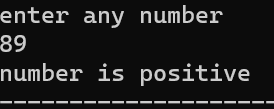 enter any number
89
number is positive
--------------------